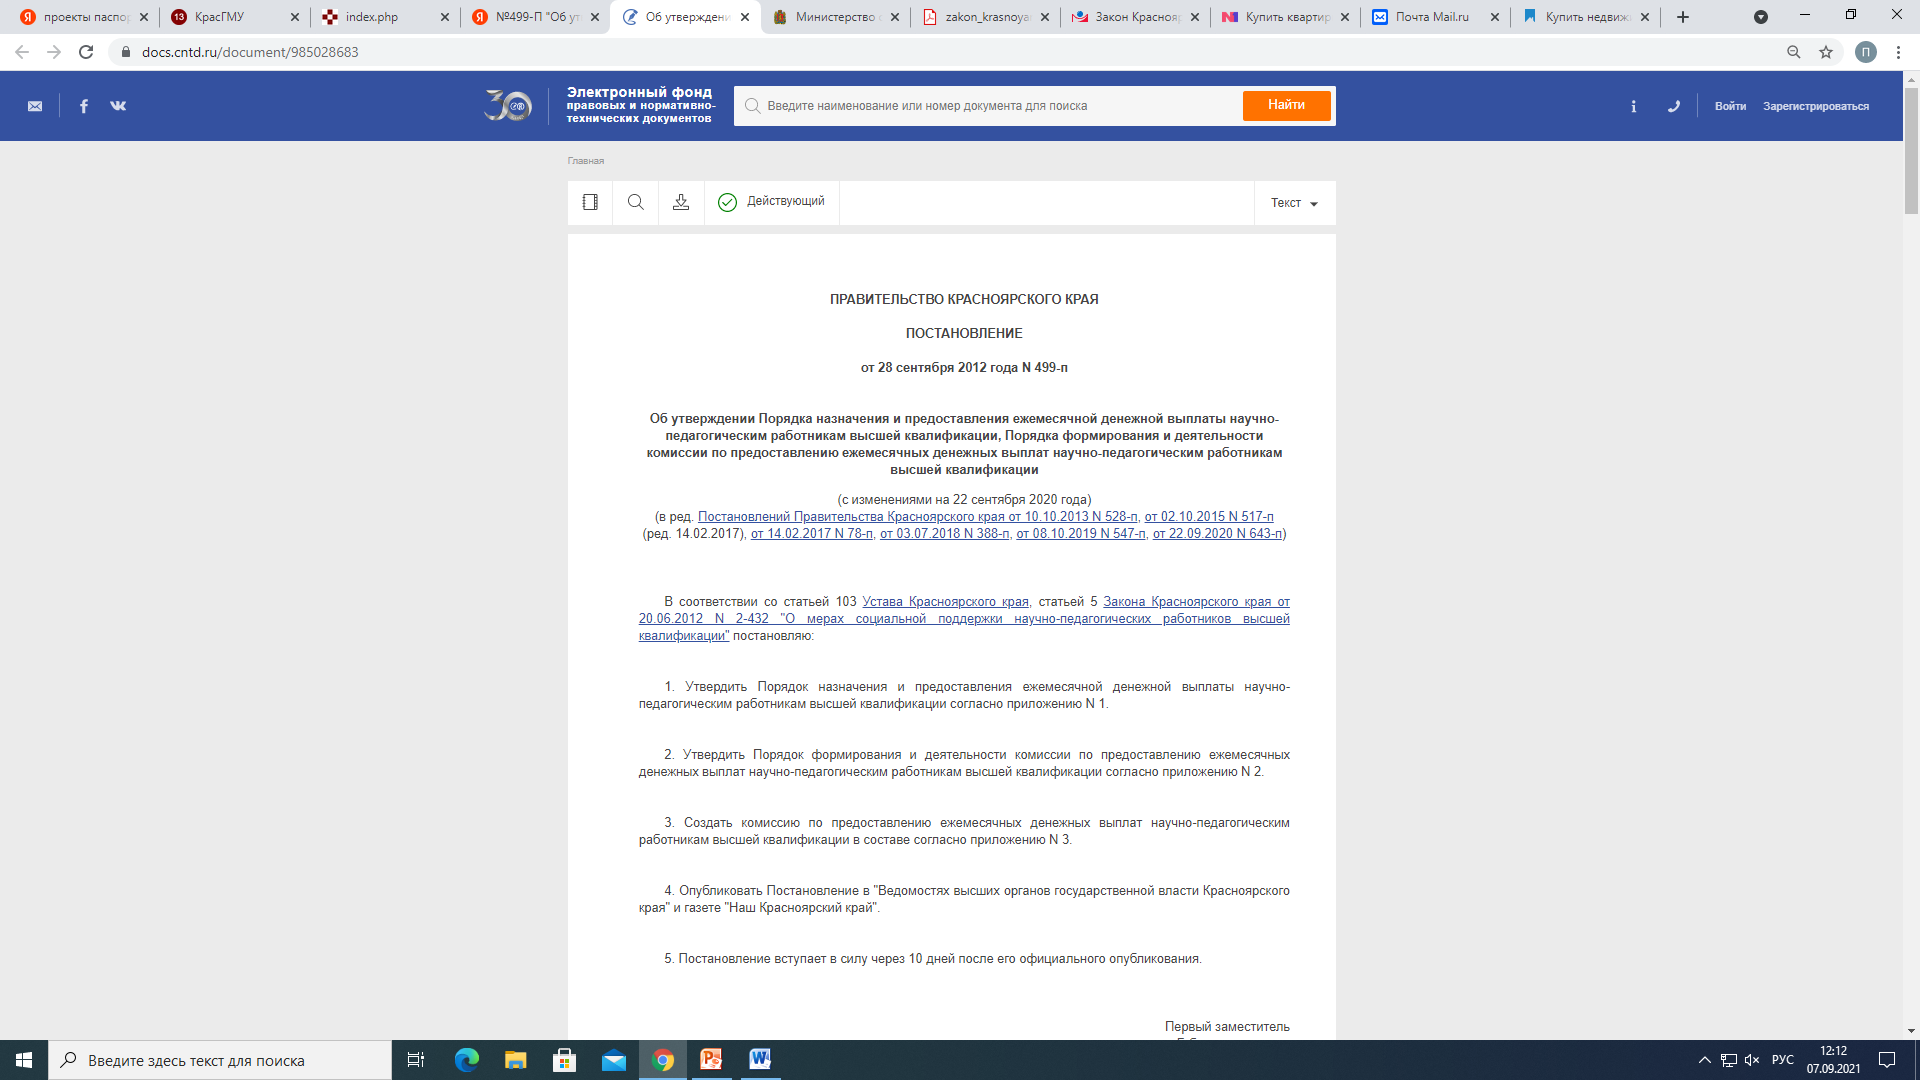 проекты паспор
КрасГМУ
index.php
№499-П "Об ут
Об утверждени
Министерство
zakon_krasnoya
Закон Краснояр
Купить квартир
Почта Mail.ru
Купить недвиж
docs.cntd.ru/document/985028683
П
Электронный фонд
правовых и нормативно-
технических документов
Введите наименование или номер документа для поиска
Найти
Войти
Зарегистрироваться
Главная
Действующий
Текст
ПРАВИТЕЛЬСТВО КРАСНОЯРСКОГО КРАЯ
ПОСТАНОВЛЕНИЕ
от 28 сентября 2012 года N 499-п
Об утверждении Порядка назначения и предоставления ежемесячной денежной выплаты научно-
педагогическим работникам высшей квалификации, Порядка формирования и деятельности
комиссии по предоставлению ежемесячных денежных выплат научно-педагогическим работникам
высшей квалификации
(с изменениями на 22 сентября 2020 года)
(в ред. Постановлений Правительства Красноярского края от 10.10.2013 N 528-п, от 02.10.2015 N 517-п
(ред. 14.02.2017), от 14.02.2017 N 78-п, от 03.07.2018 N 388-п, от 08.10.2019 N 547-п, от 22.09.2020 N 643-п)
В соответствии со статьей 103 Устава Красноярского края, статьей 5 Закона Красноярского края от
20.06.2012 N 2-432 "О мерах социальной поддержки научно-педагогических работников высшей
квалификации" постановляю:
1. Утвердить Порядок назначения и предоставления ежемесячной денежной выплаты научно-
педагогическим работникам высшей квалификации согласно приложению N 1.
2. Утвердить Порядок формирования и деятельности комиссии по предоставлению ежемесячных
денежных выплат научно-педагогическим работникам высшей квалификации согласно приложению N 2.
3. Создать комиссию по предоставлению ежемесячных денежных выплат научно-педагогическим
работникам высшей квалификации в составе согласно приложению N 3.
4. Опубликовать Постановление в "Ведомостях высших органов государственной власти Красноярского
края" и газете "Наш Красноярский край".
5. Постановление вступает в силу через 10 дней после его официального опубликования.
Первый заместитель
Введите здесь текст для поиска
РУС
12:12
07.09.2021